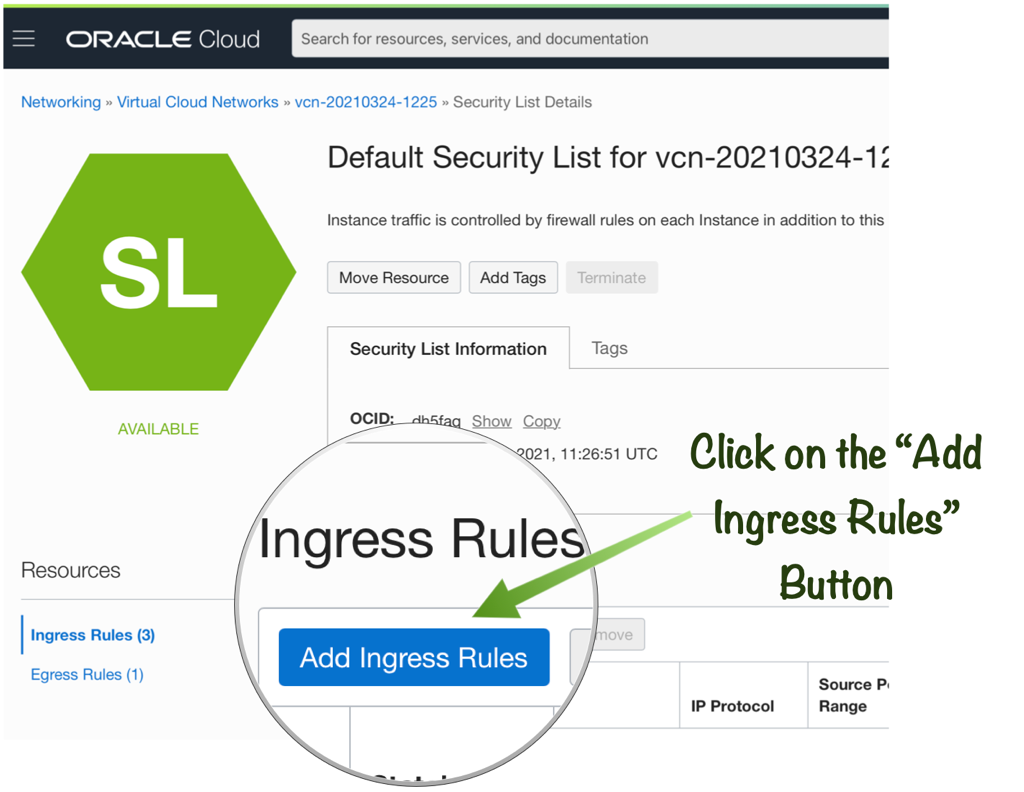 ORACLE Cloud
Search for resources, services, and documentation
Networking » Virtual Cloud Networks » vcn-20210324-1225 » Security List Details
SL
AVAILABLE
Default Security List for vcn-20210324-12
Instance traffic is controlled by firewall rules on each Instance in addition to this
Move Resource Add Tags Terminate
Security List Information Tags
OCID: dh5faq Show Copy
2021, 11:26:51 UTC
Click on the “Add
Ingress Rules”
Button
Resources
Ingress Rules (3)
Egress Rules (1)
Ingress Rules
Add Ingress Rules
IP Protocol
Source
Range